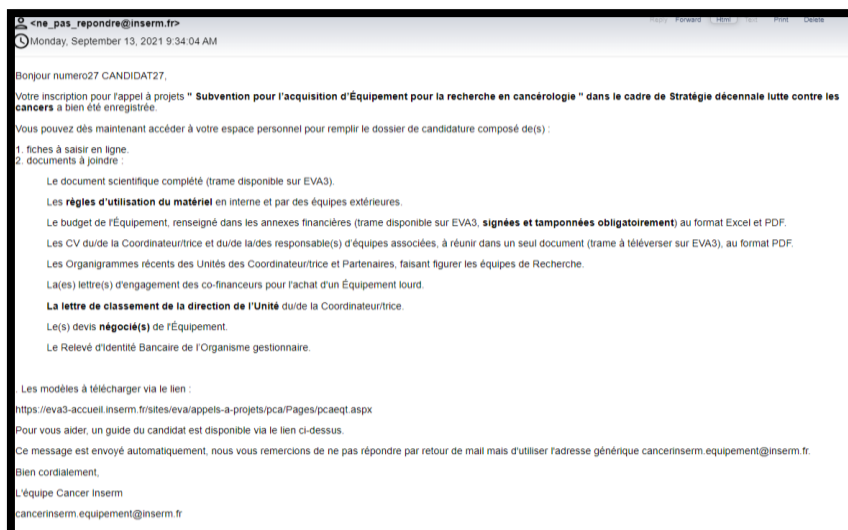 <ne_pas_repondre@inserm.fr>
Reply Forward Html Text Print Delete
Monday, September 13, 2021 9:34:04 AM
Bonjour numero27 CANDIDAT27,
Votre inscription pour l'appel à projets " Subvention pour l'acquisition d'Équipement pour la recherche en cancérologie " dans le cadre de Stratégie décennale lutte contre les
cancers a bien été enregistrée.
Vous pouvez dès maintenant accéder à votre espace personnel pour remplir le dossier de candidature composé de(s) :
1. fiches à saisir en ligne.
2. documents à joindre :
Le document scientifique complété (trame disponible sur EVA3).
Les règles d'utilisation du matériel en interne et par des équipes extérieures.
Le budget de l'Équipement, renseigné dans les annexes financières (trame disponible sur EVA3, signées et tamponnées obligatoirement) au format Excel et PDF.
Les CV du/de la Coordinateur/trice et du/de la/des responsable(s) d'équipes associées, à réunir dans un seul document (trame à téléverser sur EVA3), au format PDF.
Les Organigrammes récents des Unités des Coordinateur/trice et Partenaires, faisant figurer les équipes de Recherche.
La(es) lettre(s) d'engagement des co-financeurs pour l'achat d'un Équipement lourd.
La lettre de classement de la direction de l'Unité du/de la Coordinateur/trice.
Le(s) devis négocié(s) de l'Équipement.
Le Relevé d'Identité Bancaire de l'Organisme gestionnaire.
. Les modèles à télécharger via le lien :
https://eva3-accueil.inserm.fr/sites/eva/appels-a-projets/pca/Pages/pcaeqt.aspx
Pour vous aider, un guide du candidat est disponible via le lien ci-dessus.
Ce message est envoyé automatiquement, nous vous remercions de ne pas répondre par retour de mail mais d'utiliser l'adresse générique cancerinserm.equipement@inserm.fr.
Bien cordialement,
L'équipe Cancer Inserm
cancerinserm.equipement@inserm.fr